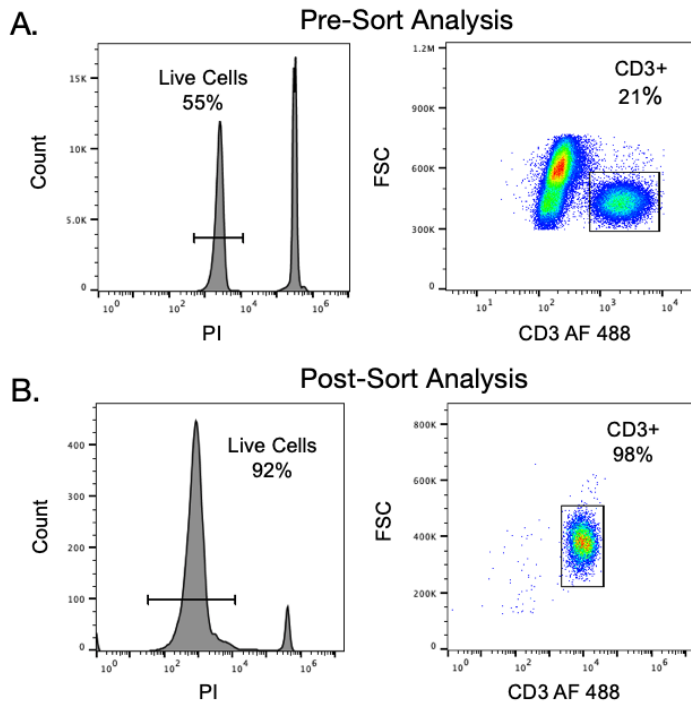 A.
Pre-Sort Analysis
Live Cells
55%
Count
15K
10K
5.0K
0
10^0
10^2
10^4
10^6
PI
CD3+
21%
FSC
1.2M
900K
600K
300K
0
10^1
10^2
10^3
10^4
CD3 AF 488
B.
Post-Sort Analysis
Live Cells
92%
Count
400
300
200
100
0
10^0
10^2
10^4
10^6
PI
CD3+
98%
FSC
800K
600K
400K
200K
0
10^0
10^2
10^4
10^6
CD3 AF 488